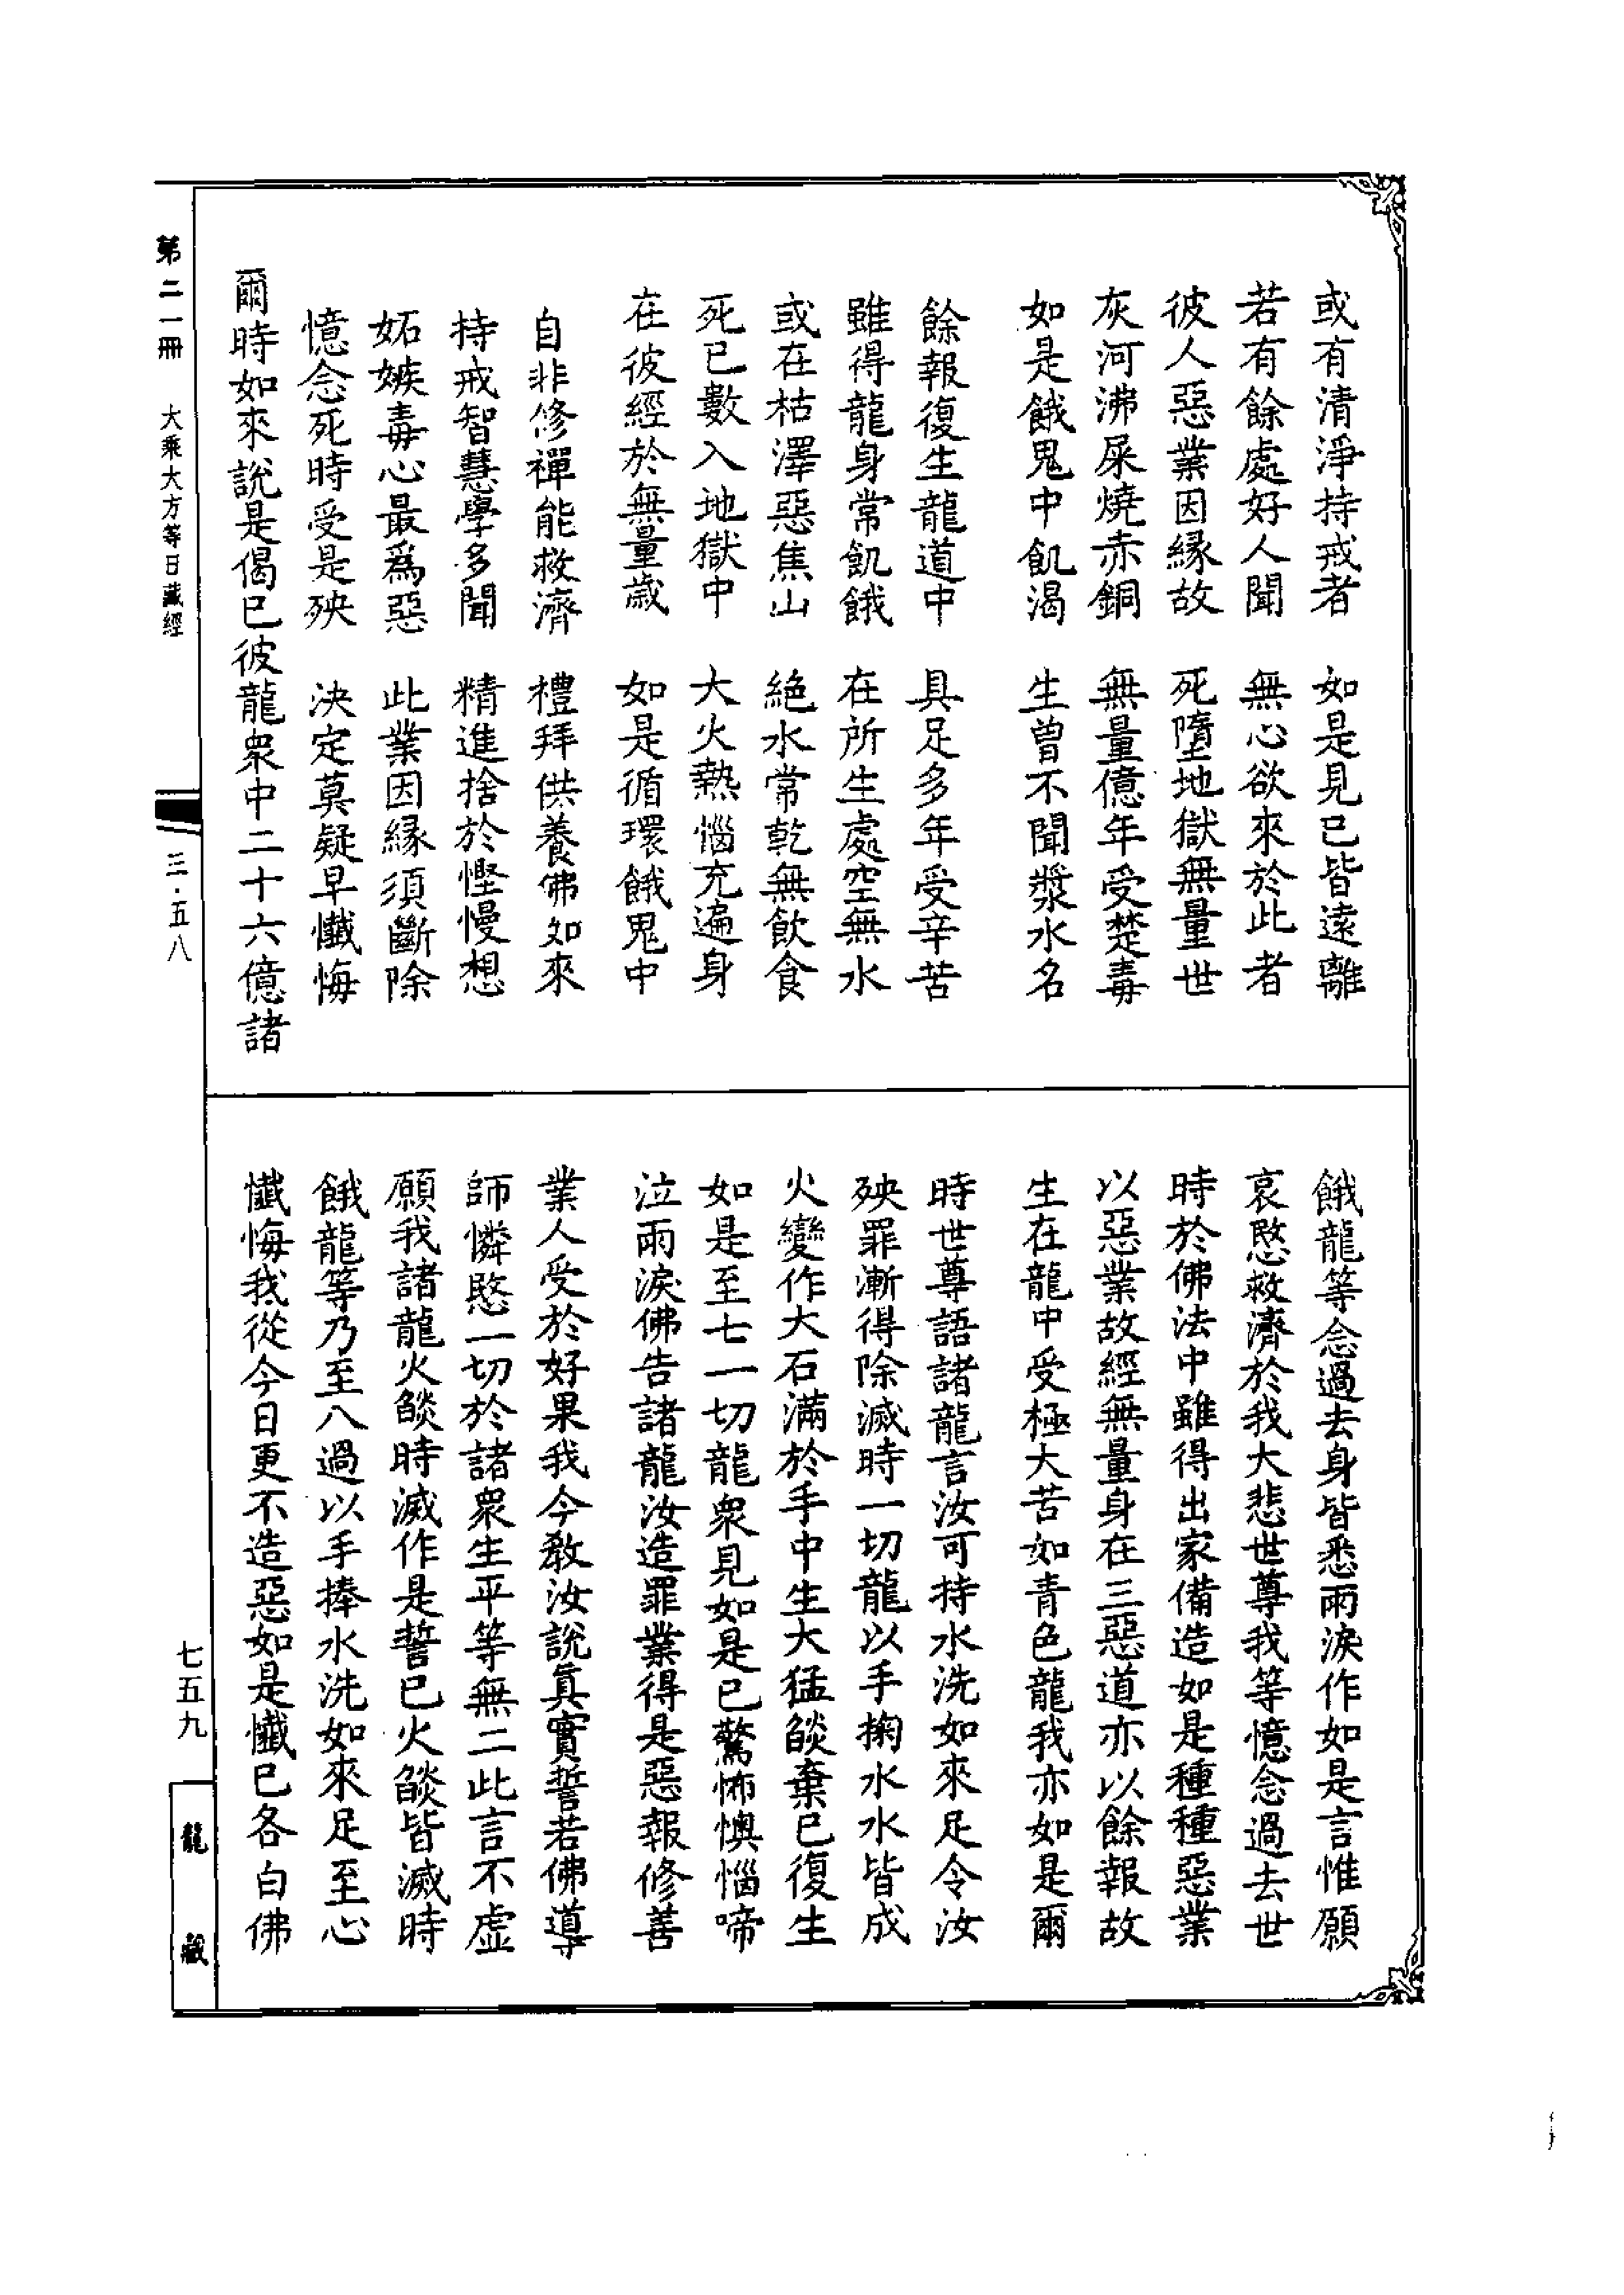 或有清淨持戒者　如是見已皆遠離
若有餘處好人聞　無心欲來於此者
彼人惡業因緣故　死墮地獄無量世
灰河沸屎燒赤銅　無量億年受楚毒
如是餓鬼中飢渴　生曾不聞漿水名
餘報復生龍道中　具足多年受辛苦
雖得龍身常飢餓　在所生處空無水
或在枯澤惡焦山　絕水常乾無飲食
死已數入地獄中　大火熱惱充遍身
在彼經於無量歲　如是循環餓鬼中
自非修禪能救濟　禮拜供養佛如來
持戒智慧學多聞　精進捨於慳慢想
妬嫉毒心最為惡　此業因緣須斷除
憶念死時受是殃　決定莫疑早懺悔
爾時如來說是偈已彼龍衆中二十六億諸
餓龍等念過去身皆悉雨淚作如是言惟願
哀愍救濟於我大悲世尊我等憶念過去世
時於佛法中雖得出家備造如是種種惡業
以惡業故經無量身在三惡道亦以餘報故
生在龍中受極大苦如青色龍我亦如是爾
時世尊語諸龍言汝可持水洗如來足令汝
殃罪漸得除滅時一切龍以手掬水水皆成
火變作大石滿於手中生大猛燄棄已復生
如是至七一切龍衆見如是已驚怖懊惱啼
泣雨淚佛告諸龍汝造罪業得是惡報修善
業人受於好果我今教汝說真實誓若佛導
師憐愍一切於諸衆生平等無二此言不虛
願我諸龍火燄時滅作是誓已火燄皆滅時
餓龍等乃至八過以手捧水洗如來足至心
懺悔我從今日更不造惡如是懺已各白佛
第二一冊　大乘大方等日藏經
三·五八
七五九
龍藏